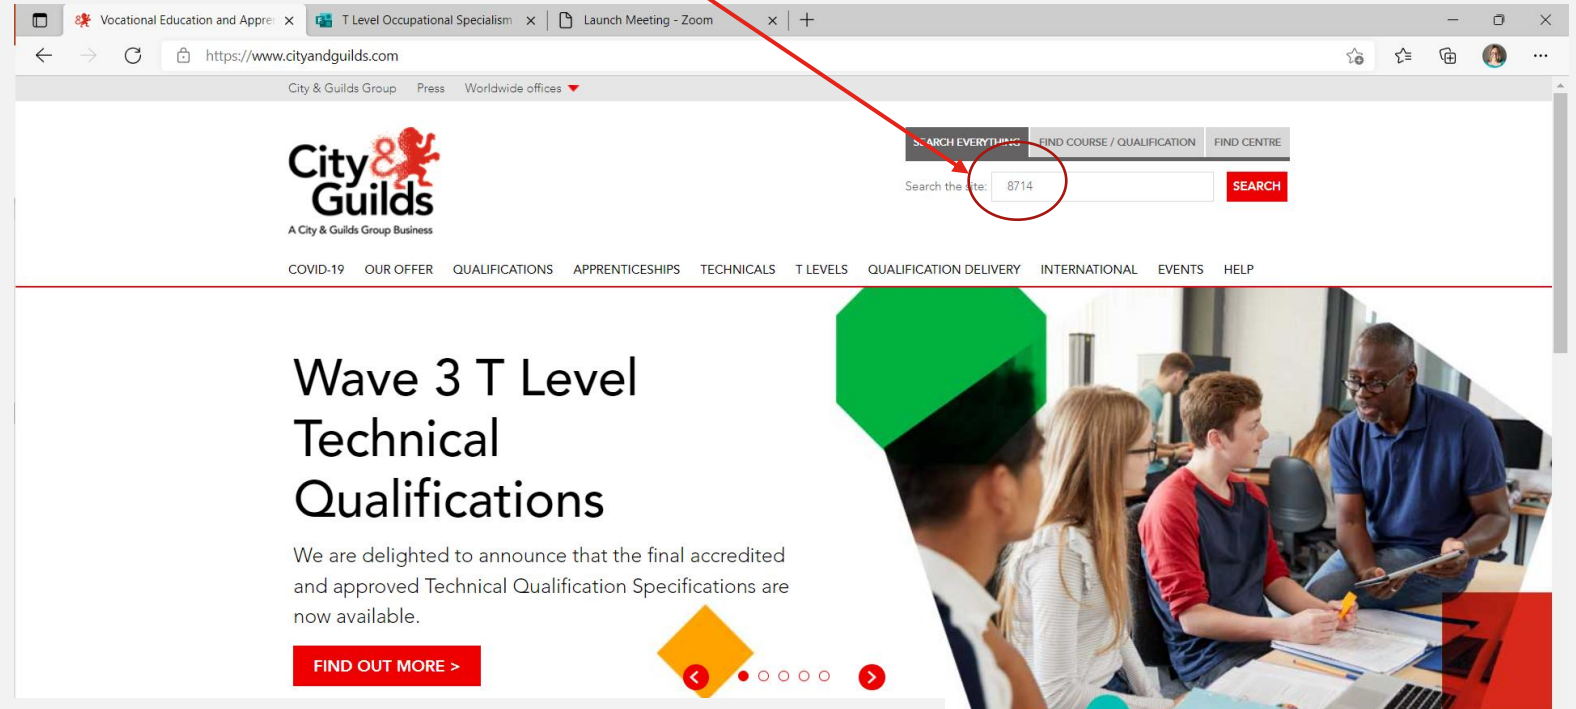 Vocational Education and Appre
T Level Occupational Specialism
Launch Meeting - Zoom
https://www.cityandguilds.com
City & Guilds Group Press Worldwide offices
City&
Guilds
A City & Guilds Group Business
SEARCH EVERYTHING FIND COURSE / QUALIFICATION FIND CENTRE
Search the site: 8714 SEARCH
COVID-19 OUR OFFER QUALIFICATIONS APPRENTICESHIPS TECHNICALS T LEVELS QUALIFICATION DELIVERY INTERNATIONAL EVENTS HELP
Wave 3 T Level
Technical
Qualifications
We are delighted to announce that the final accredited
and approved Technical Qualification Specifications are
now available.
FIND OUT MORE >